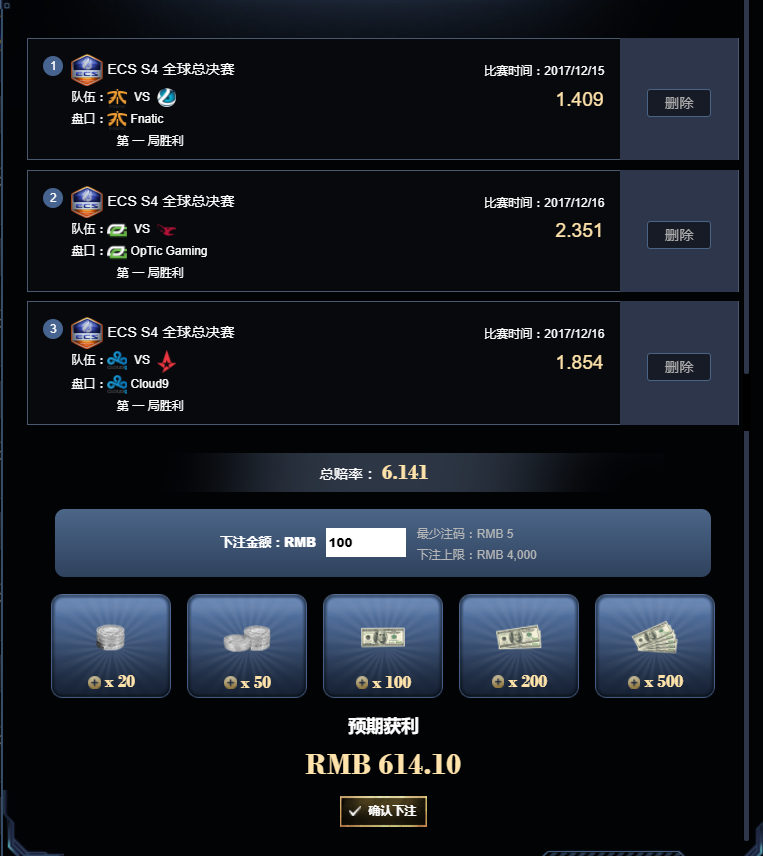 1 ECS S4 全球总决赛 比赛时间：2017/12/15
队伍： VS 1.409
盘口： Fnatic 删除
第 一 局胜利
2 ECS S4 全球总决赛 比赛时间：2017/12/16
队伍： VS 2.351
盘口： OpTic Gaming 删除
第 一 局胜利
3 ECS S4 全球总决赛 比赛时间：2017/12/16
队伍： VS 1.854
盘口： Cloud9 删除
第 一 局胜利
总赔率： 6.141
下注金额：RMB 100
最少注码：RMB 5
下注上限：RMB 4,000
x 20 x 50 x 100 x 200 x 500
预期获利
RMB 614.10
确认下注